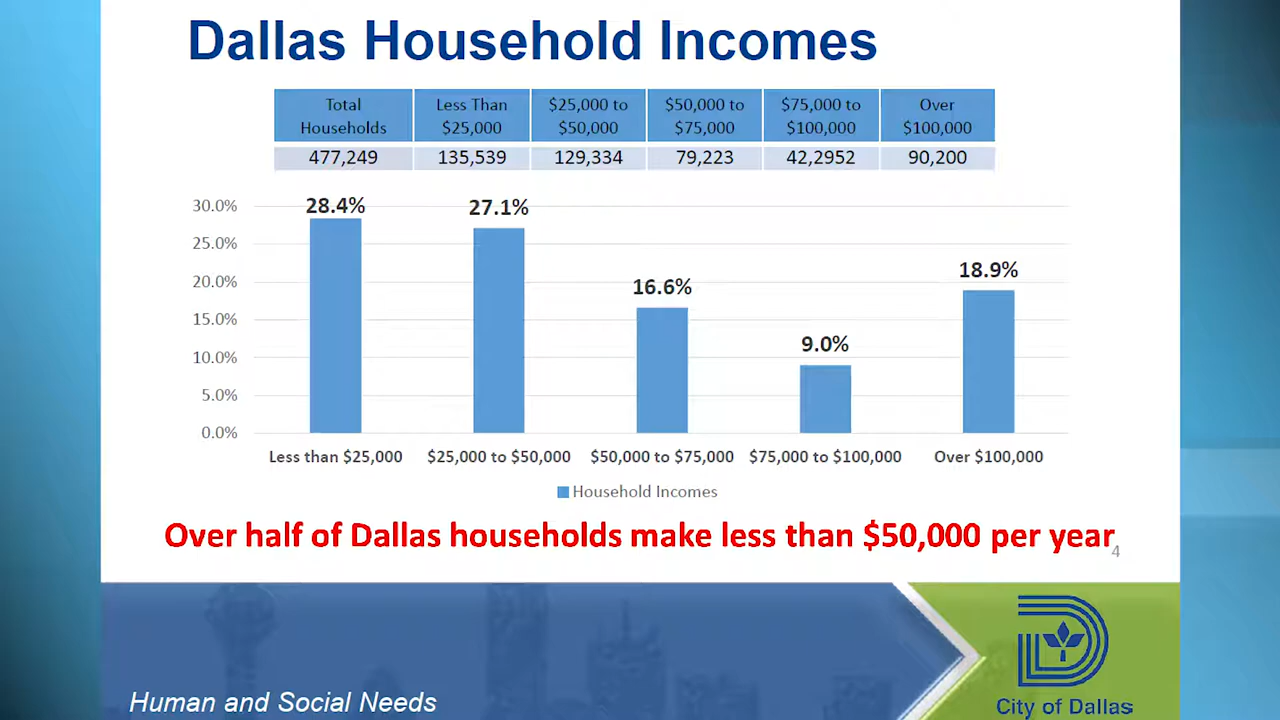 Dallas Household Incomes
Total Households	Less Than $25,000	$25,000 to $50,000	$50,000 to $75,000	$75,000 to $100,000	Over $100,000
477,249	135,539	129,334	79,223	42,2952	90,200
28.4%	27.1%	16.6%	9.0%	18.9%
30.0%
25.0%
20.0%
15.0%
10.0%
5.0%
0.0%
Less than $25,000	$25,000 to $50,000	$50,000 to $75,000	$75,000 to $100,000	Over $100,000
Household Incomes
Over half of Dallas households make less than $50,000 per year
4
Human and Social Needs
City of Dallas